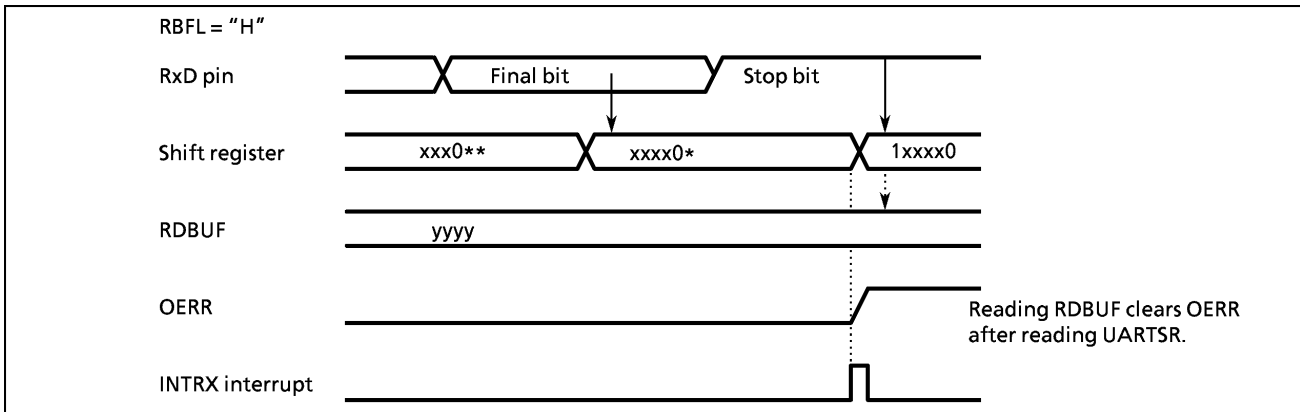 RBFL = “H”
RxD pin
Final bit
Stop bit
Shift register
xxx0**
xxxx0*
1xxxx0
RDBUF
yyyy
OERR
Reading RDBUF clears OERR
after reading UARTSR.
INTRX interrupt